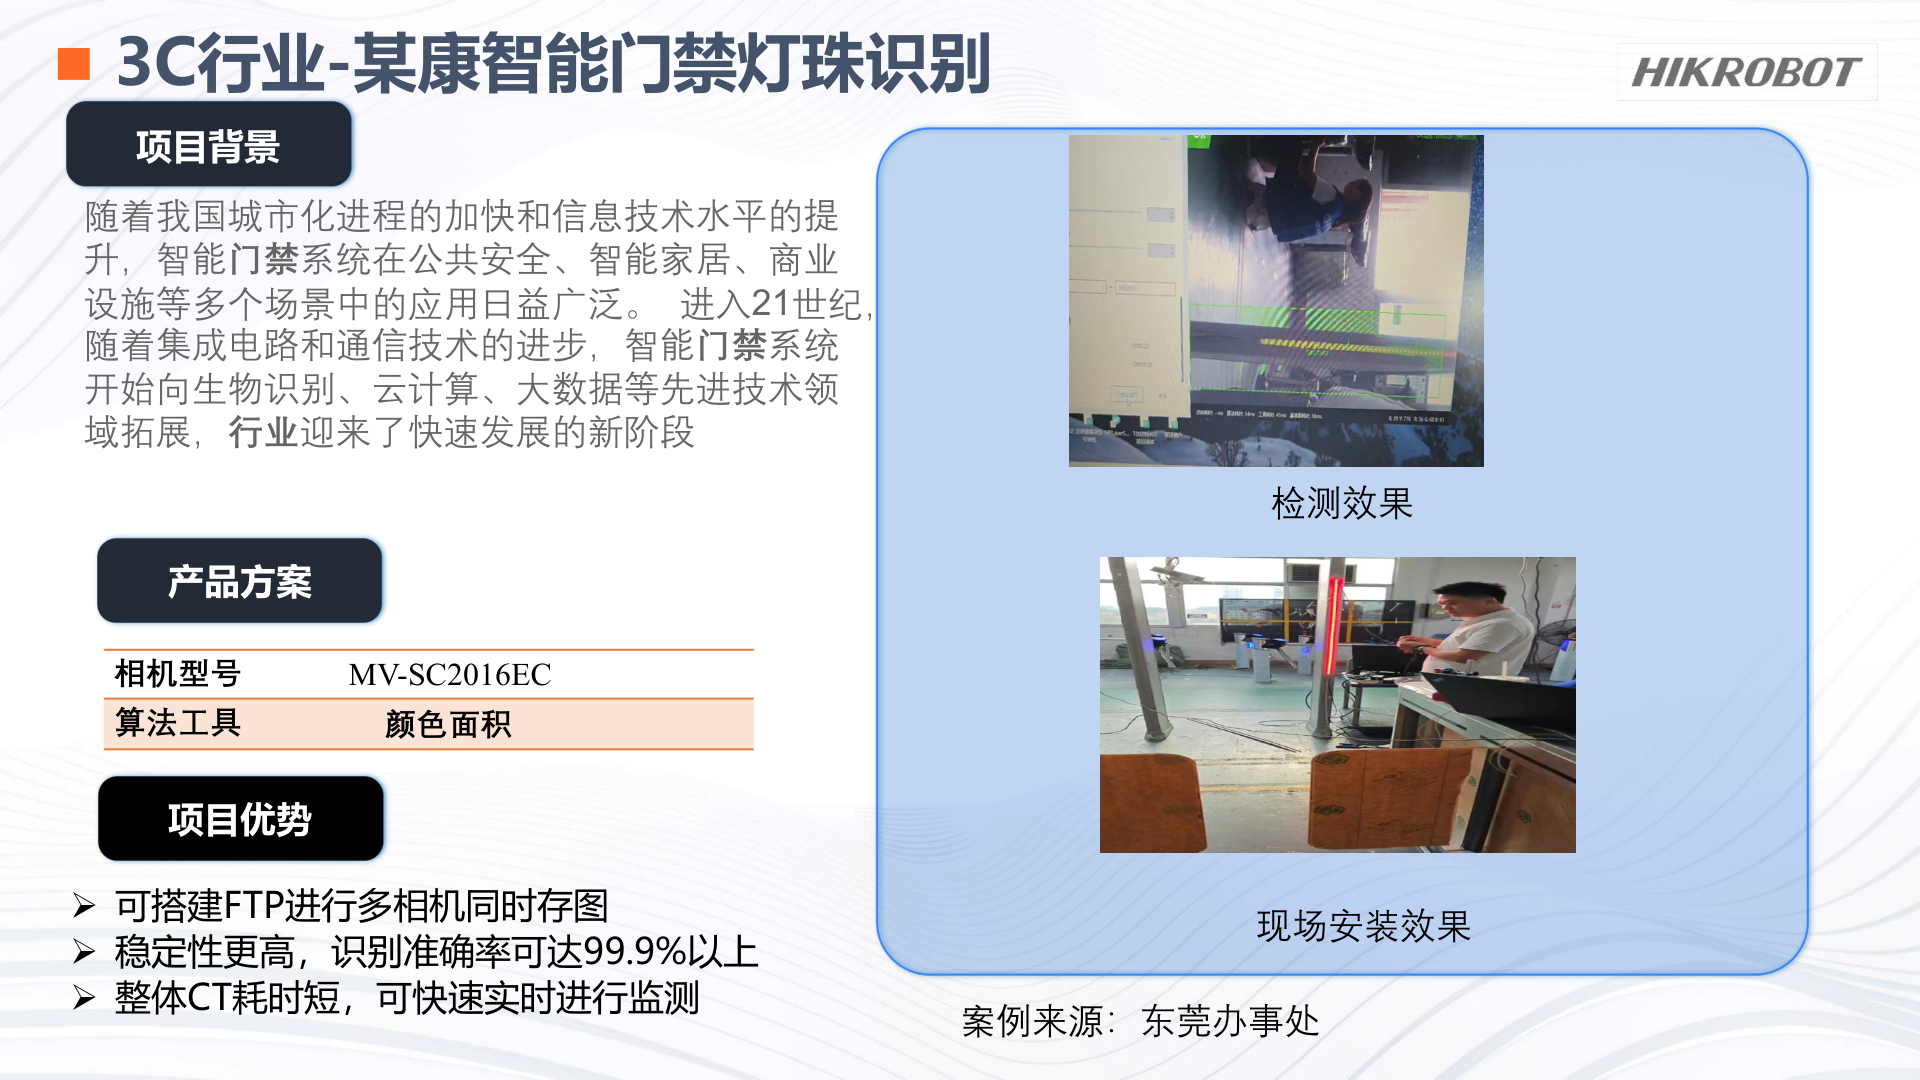 3C行业-某康智能门禁灯珠识别
HIKROBOT
项目背景
随着我国城市化进程的加快和信息技术水平的提
升，智能门禁系统在公共安全、智能家居、商业
设施等多个场景中的应用日益广泛。 进入21世纪，
随着集成电路和通信技术的进步，智能门禁系统
开始向生物识别、云计算、大数据等先进技术领
域拓展，行业迎来了快速发展的新阶段
产品方案
相机型号 MV-SC2016EC
算法工具 颜色面积
项目优势
➢ 可搭建FTP进行多相机同时存图
➢ 稳定性更高，识别准确率可达99.9%以上
➢ 整体CT耗时短，可快速实时进行监测
检测效果
现场安装效果
案例来源：东莞办事处